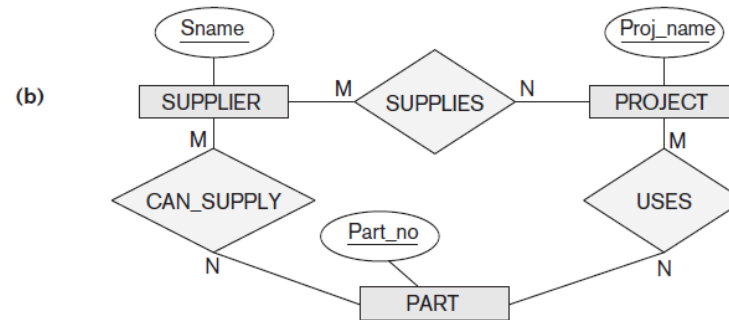 Sname
Proj_name
(b)
SUPPLIER
M
SUPPLIES
N
PROJECT
M
M
CAN_SUPPLY
USES
Part_no
N
N
PART